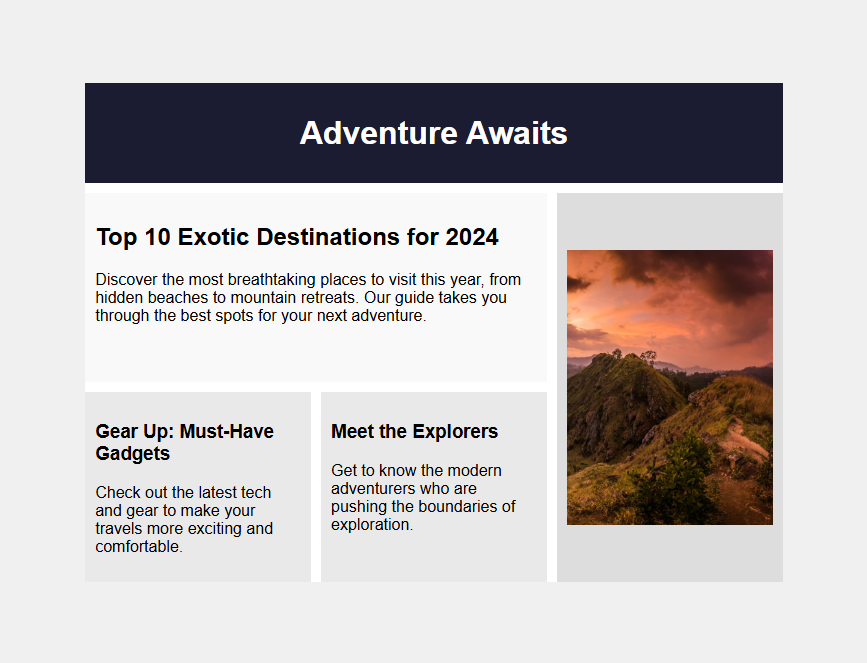 Adventure Awaits
Top 10 Exotic Destinations for 2024
Discover the most breathtaking places to visit this year, from
hidden beaches to mountain retreats. Our guide takes you
through the best spots for your next adventure.
Gear Up: Must-Have
Gadgets
Check out the latest tech
and gear to make your
travels more exciting and
comfortable.
Meet the Explorers
Get to know the modern
adventurers who are
pushing the boundaries of
exploration.